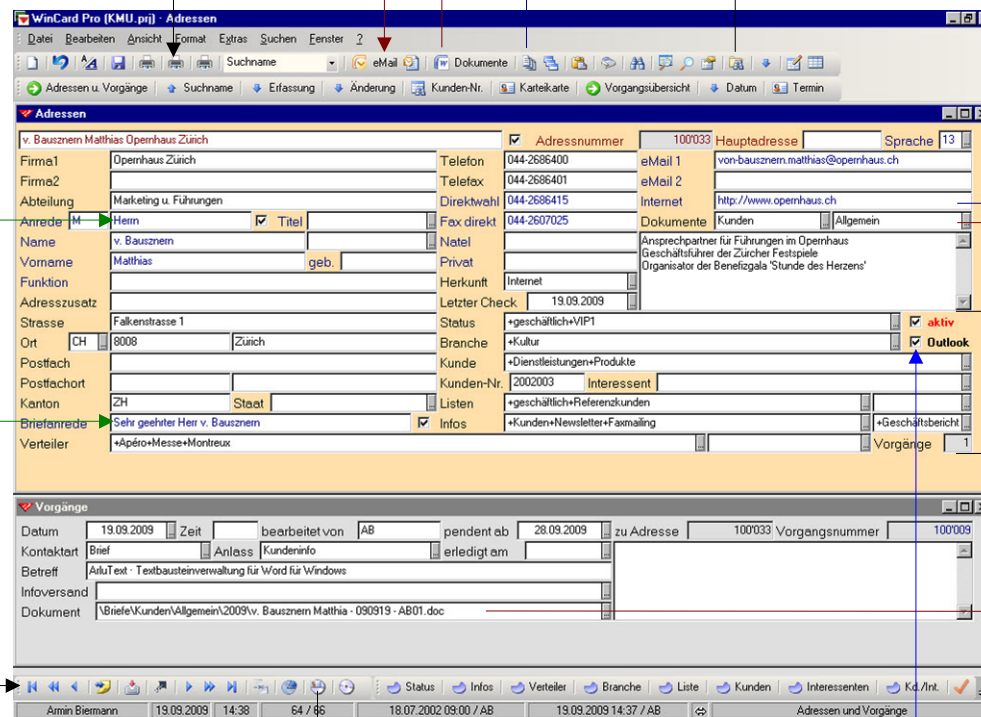 WinCard Pro (KMU.prj) · Adressen
Datei Bearbeiten Ansicht Format Extras Suchen Fenster ?
Suchname eMail Dokumente
Adressen u. Vorgänge Suchname Erfassung Änderung Kunden-Nr. Karteikarte Vorgangsübersicht Datum Termin
Adressen
v. Bausznern Matthias Opernhaus Zürich Adressnummer 100'033 Hauptadresse Sprache 13
Firma1 Opernhaus Zürich Telefon 044-2686400 eMail 1 von-bausznern.matthias@opernhaus.ch
Firma2 Telefax 044-2686401 eMail 2
Abteilung Marketing u. Führungen Direktwahl 044-2686415 Internet http://www.opernhaus.ch
Anrede M Herrn Titel Fax direkt 044-2607025 Dokumente Kunden Allgemein
Name v. Bausznern Natel Ansprechpartner für Führungen im Opernhaus
Vorname Matthias geb. Privat Geschäftsführer der Zürcher Festspiele
Funktion Herkunft Internet Organisator der Benefizgala 'Stunde des Herzens'
Adresszusatz Letzter Check 19.09.2009
Strasse Falkenstrasse 1 Status +geschäftlich+VIP1 aktiv
Ort CH 8008 Zürich Branche +Kultur Outlook
Postfach Kunde +Dienstleistungen+Produkte
Postfachort Kunden-Nr. 2002003 Interessent
Kanton ZH Staat Listen +geschäftlich+Referenzkunden
Briefanrede Sehr geehrter Herr v. Bausznern Infos +Kunden+Newsletter+Faxmailing +Geschäftsbericht
Verteiler +Apéro+Messe+Montreux Vorgänge 1
Vorgänge
Datum 19.09.2009 Zeit bearbeitet von AB pendent ab 28.09.2009 zu Adresse 100'033 Vorgangsnummer 100'009
Kontaktart Brief Anlass Kundeninfo erledigt am
Betreff ArluText · Textbausteinverwaltung für Word für Windows
Infoversand
Dokument \Briefe\Kunden\Allgemein\2009\v. Bausznern Matthia - 090919 - AB01.doc
Status Infos Verteiler Branche Liste Kunden Interessenten Kd./Int.
Armin Biermann 19.09.2009 14:38 64 / 66 18.07.2002 09:00 / AB 19.09.2009 14:37 / AB Adressen und Vorgänge